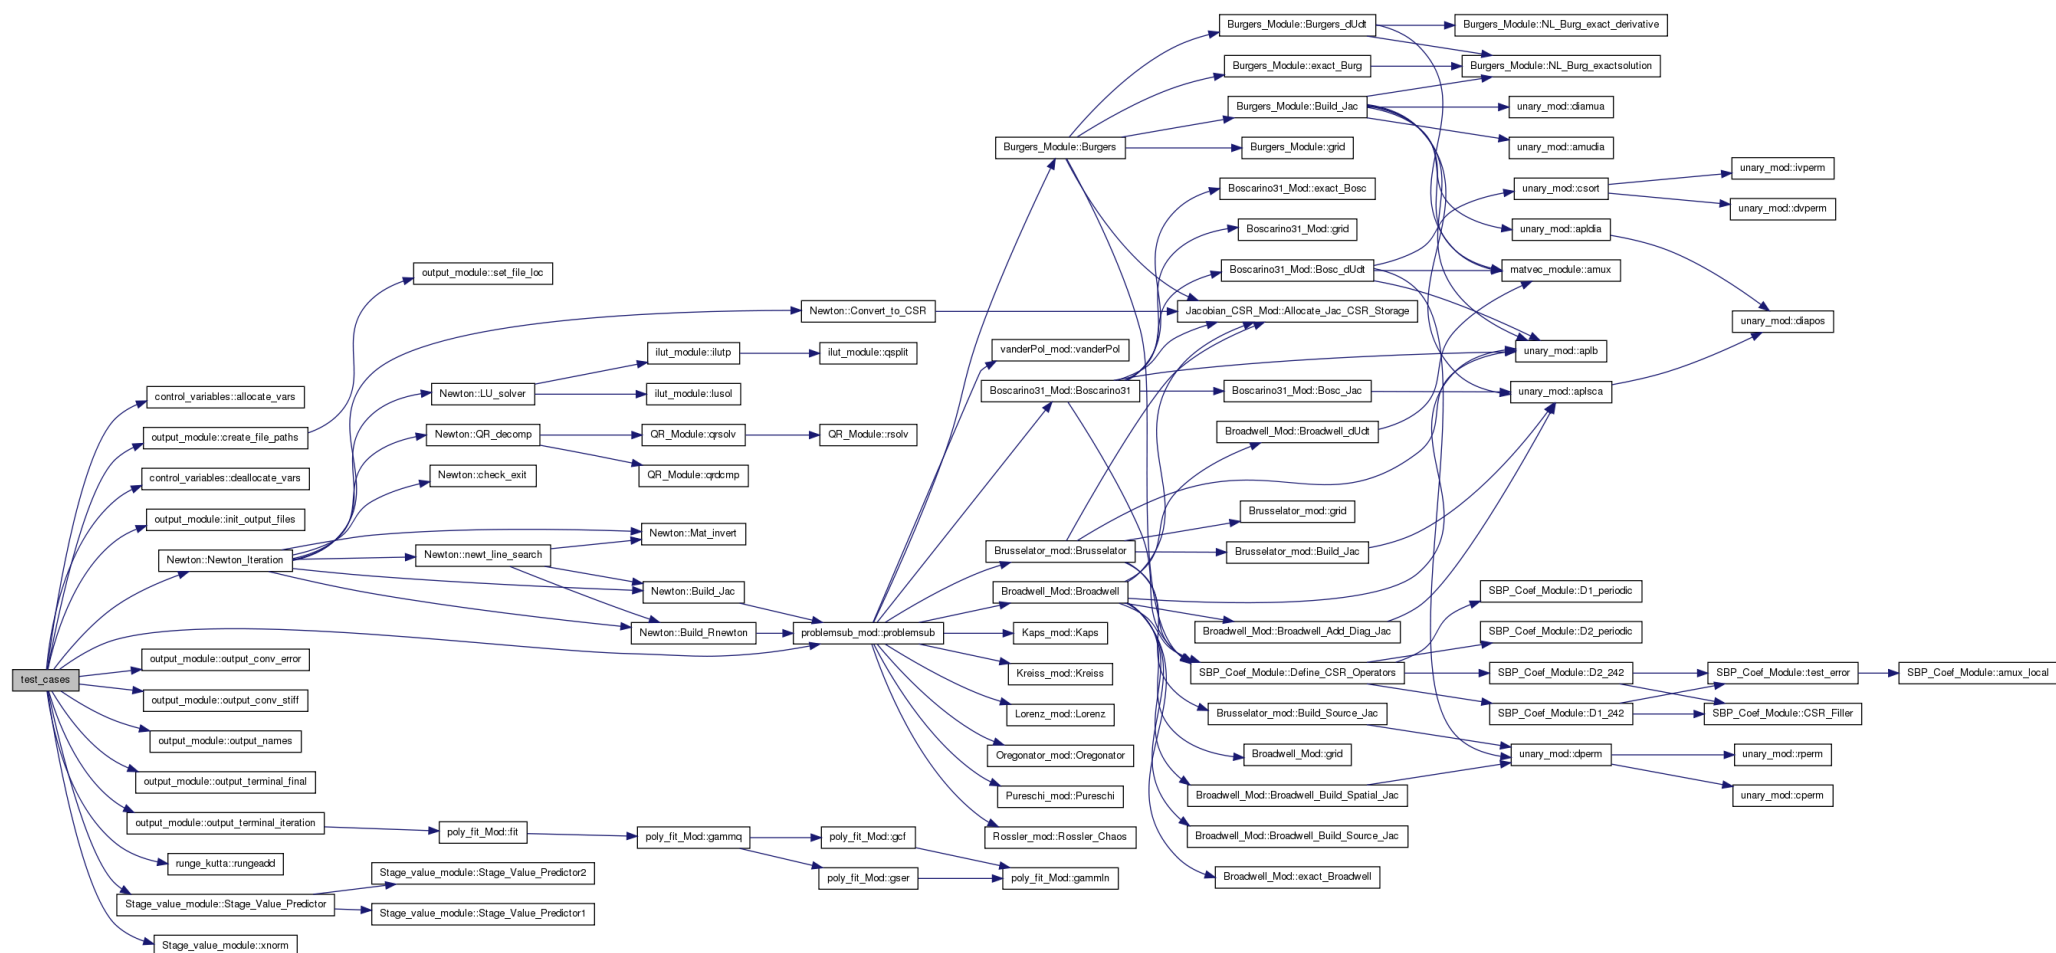 test_cases
control_variables::allocate_vars
output_module::create_file_paths
control_variables::deallocate_vars
output_module::init_output_files
Newton::Newton_Iteration
output_module::output_conv_error
output_module::output_conv_stiff
output_module::output_names
output_module::output_terminal_final
output_module::output_terminal_iteration
runge_kutta::rungeadd
Stage_value_module::Stage_Value_Predictor
Stage_value_module::xnorm
output_module::set_file_loc
Newton::LU_solver
Newton::QR_decomp
Newton::check_exit
Newton::newt_line_search
poly_fit_Mod::fit
Stage_value_module::Stage_Value_Predictor2
Stage_value_module::Stage_Value_Predictor1
ilut_module::ilutp
ilut_module::lusol
QR_Module::qrsolv
QR_Module::qrdcmp
Newton::Mat_invert
Newton::Build_Jac
Newton::Build_Rnewton
poly_fit_Mod::gammq
Newton::Convert_to_CSR
ilut_module::qsplit
QR_Module::rsolv
problemsub_mod::problemsub
poly_fit_Mod::gcf
poly_fit_Mod::gser
Burgers_Module::Burgers
vanderPol_mod::vanderPol
Boscarino31_Mod::Boscarino31
Brusselator_mod::Brusselator
Broadwell_Mod::Broadwell
Kaps_mod::Kaps
Kreiss_mod::Kreiss
Lorenz_mod::Lorenz
Oregonator_mod::Oregonator
Pureschi_mod::Pureschi
Rossler_mod::Rossler_Chaos
poly_fit_Mod::gammln
Burgers_Module::Burgers_dUdt
Burgers_Module::exact_Burg
Burgers_Module::Build_Jac
Burgers_Module::grid
Boscarino31_Mod::exact_Bosc
Boscarino31_Mod::grid
Boscarino31_Mod::Bosc_dUdt
Jacobian_CSR_Mod::Allocate_Jac_CSR_Storage
Boscarino31_Mod::Bosc_Jac
Broadwell_Mod::Broadwell_dUdt
Brusselator_mod::grid
Brusselator_mod::Build_Jac
Broadwell_Mod::Broadwell_Add_Diag_Jac
SBP_Coef_Module::Define_CSR_Operators
Brusselator_mod::Build_Source_Jac
Broadwell_Mod::grid
Broadwell_Mod::Broadwell_Build_Spatial_Jac
Broadwell_Mod::Broadwell_Build_Source_Jac
Broadwell_Mod::exact_Broadwell
Burgers_Module::NL_Burg_exact_derivative
Burgers_Module::NL_Burg_exactsolution
unary_mod::diamua
unary_mod::amudia
unary_mod::csort
unary_mod::apldia
matvec_module::amux
unary_mod::aplb
unary_mod::aplsca
SBP_Coef_Module::D1_periodic
SBP_Coef_Module::D2_periodic
SBP_Coef_Module::D2_242
SBP_Coef_Module::D1_242
unary_mod::dperm
unary_mod::ivperm
unary_mod::dvperm
unary_mod::diapos
SBP_Coef_Module::test_error
SBP_Coef_Module::CSR_Filler
unary_mod::rperm
unary_mod::cperm
SBP_Coef_Module::amux_local